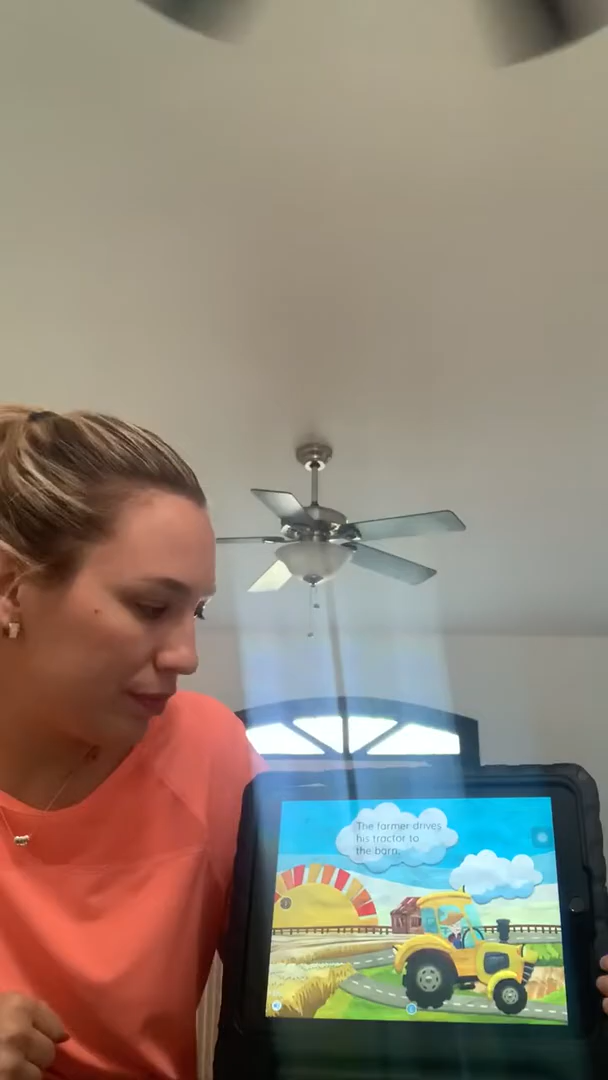 The farmer drives
his tractor to
the barn.